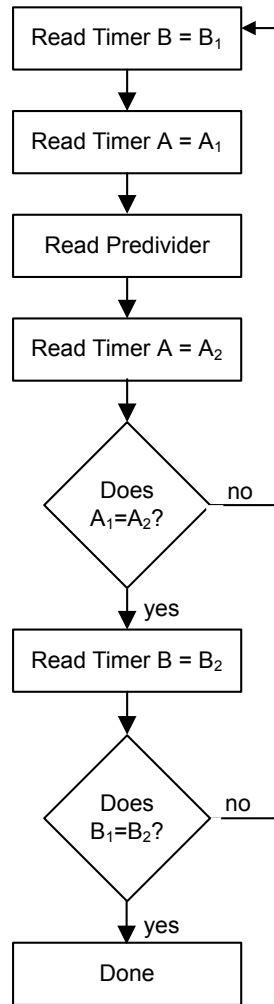 Read Timer B = B₁
Read Timer A = A₁
Read Predivider
Read Timer A = A₂
Does
A₁=A₂?
no
yes
Read Timer B = B₂
Does
B₁=B₂?
no
yes
Done